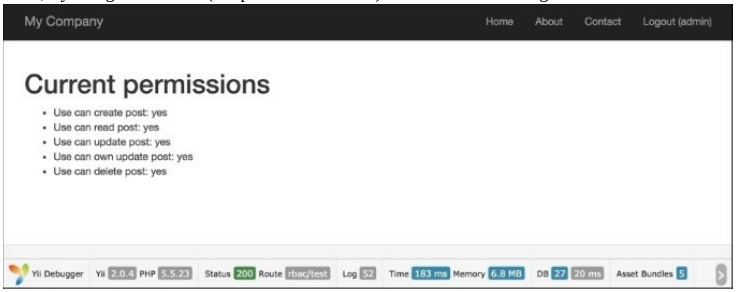 My Company Home About Contact Logout (admin)
Current permissions
• Use can create post: yes
• Use can read post: yes
• Use can update post: yes
• Use can own update post: yes
• Use can delete post: yes
Yii Debugger Yii 2.0.4 PHP 5.5.23 Status 200 Route rbac/test Log 52 Time 183 ms Memory 6.8 MB DB 27 20 ms Asset Bundles 5 >